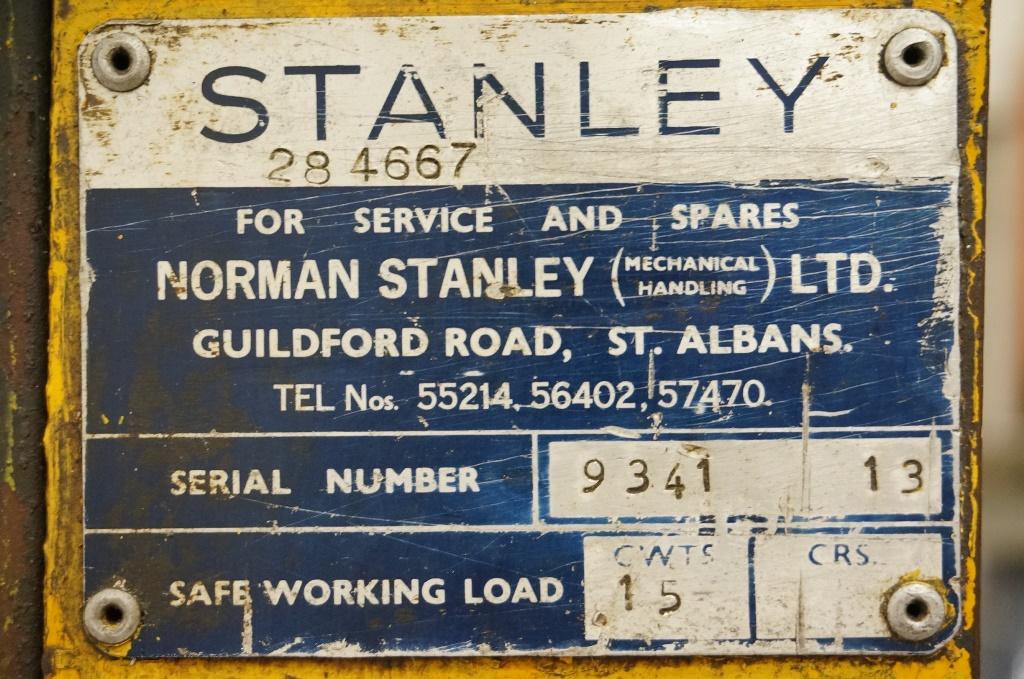 STANLEY
28 4667
FOR SERVICE AND SPARES
NORMAN STANLEY (MECHANICAL HANDLING) LTD.
GUILDFORD ROAD, ST. ALBANS.
TEL Nos. 55214, 56402, 57470.
SERIAL NUMBER 9341 13
CWTS CRS.
SAFE WORKING LOAD 15